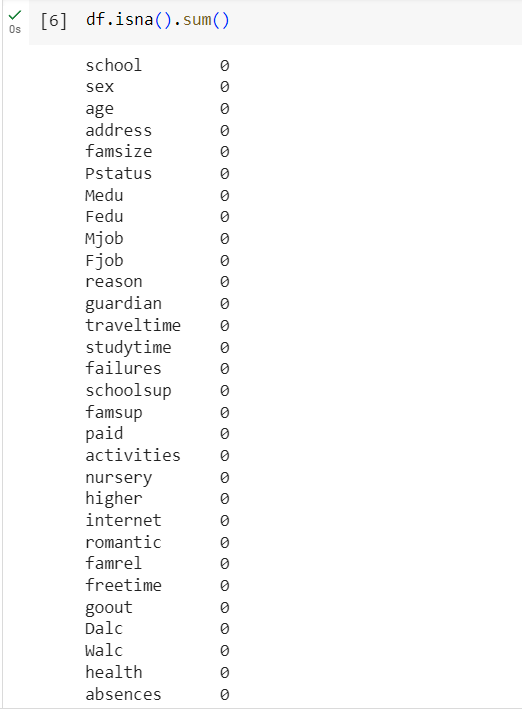 [6] df.isna().sum()
0s
school 0
sex 0
age 0
address 0
famsize 0
Pstatus 0
Medu 0
Fedu 0
Mjob 0
Fjob 0
reason 0
guardian 0
traveltime 0
studytime 0
failures 0
schoolsup 0
famsup 0
paid 0
activities 0
nursery 0
higher 0
internet 0
romantic 0
famrel 0
freetime 0
goout 0
Dalc 0
Walc 0
health 0
absences 0